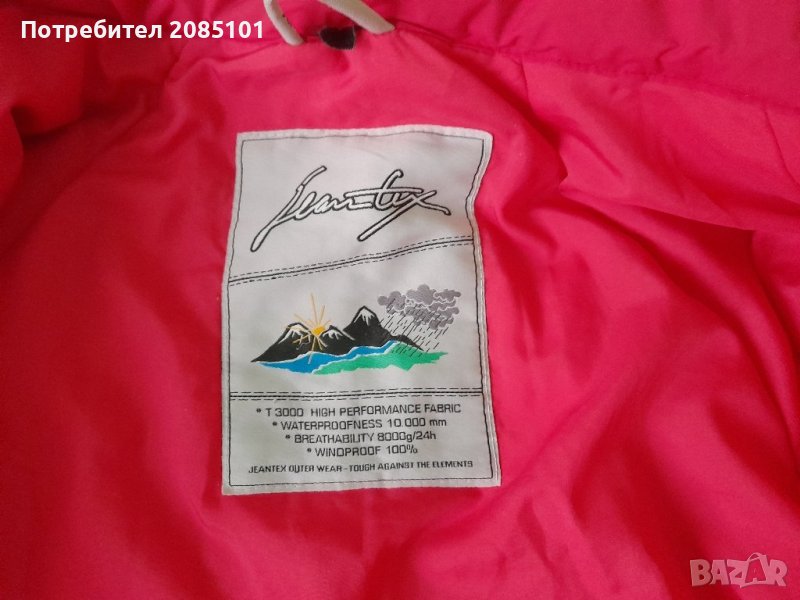 Потребител 2085101
Jeantex
* T 3000 HIGH PERFORMANCE FABRIC
* WATERPROOFNESS 10 000 mm
* BREATHABILITY 8000g/24h
* WINDPROOF 100%
JEANTEX OUTER WEAR - TOUGH AGAINST THE ELEMENTS
BAZAR